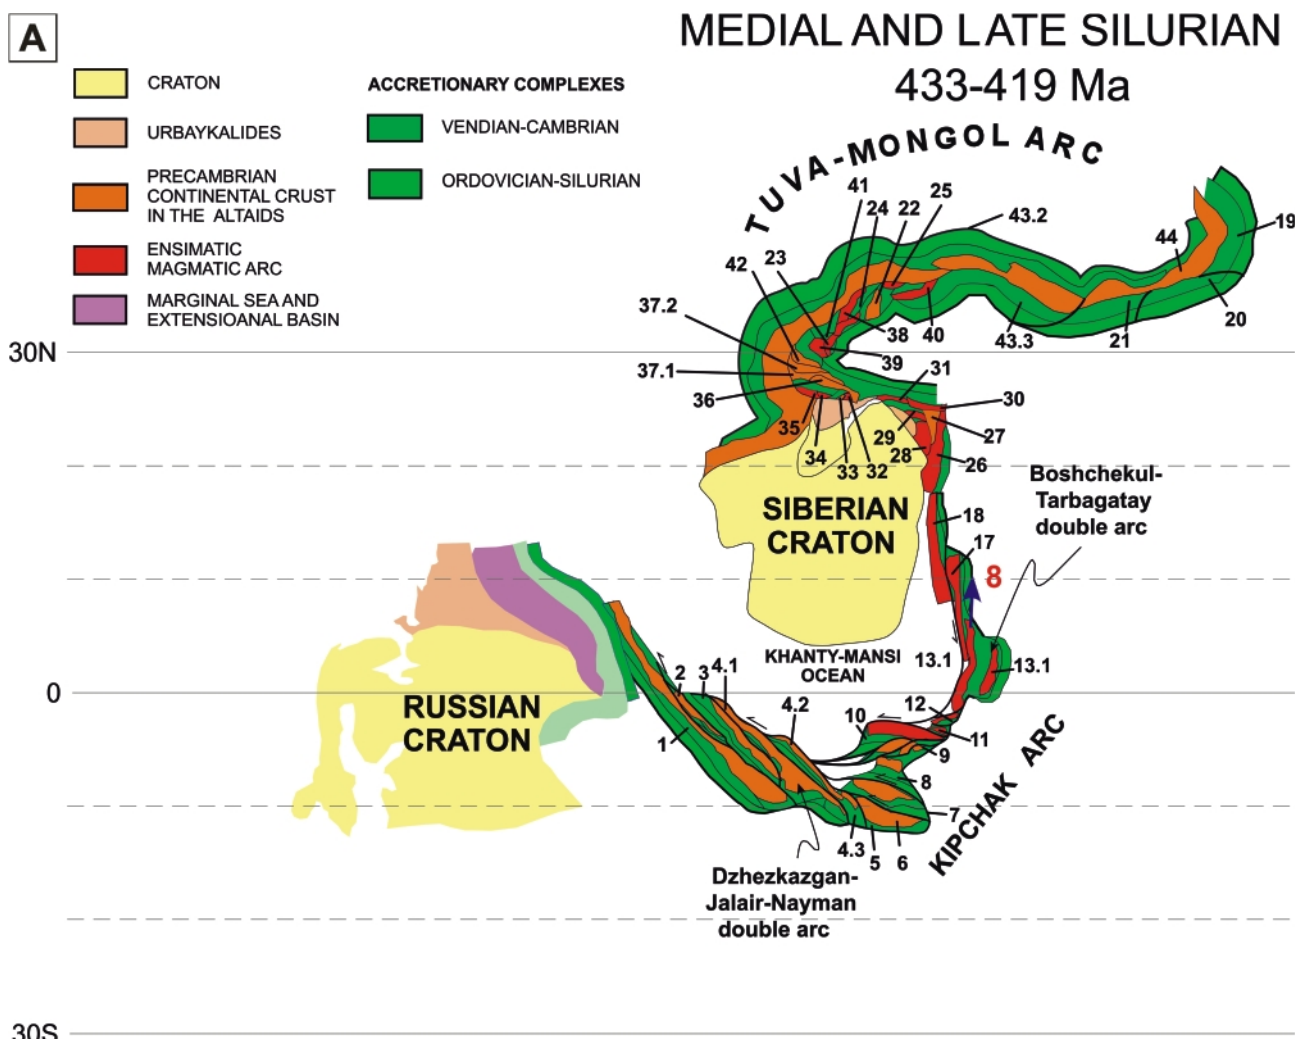 A
MEDIAL AND LATE SILURIAN
433-419 Ma
CRATON
URBAYKALIDES
PRECAMBRIAN
CONTINENTAL CRUST
IN THE ALTAIDS
ENSIMATIC
MAGMATIC ARC
MARGINAL SEA AND
EXTENSIOANAL BASIN
ACCRETIONARY COMPLEXES
VENDIAN-CAMBRIAN
ORDOVICIAN-SILURIAN
TUVA-MONGOL ARC
41
24
22
25
43.2
19
44
23
42
37.2
38
40
43.3
21
20
30N
39
37.1
31
36
30
35
29
27
34
33
32
28
26
Boshchekul-
Tarbagatay
double arc
SIBERIAN
CRATON
18
17
8
KHANTY-MANSI
OCEAN
13.1
13.1
0
2
3
4.1
4.2
12
10
11
RUSSIAN
CRATON
1
9
8
7
KIPCHAK ARC
4.3
5
6
Dzhezkazgan-
Jalair-Nayman
double arc
30S